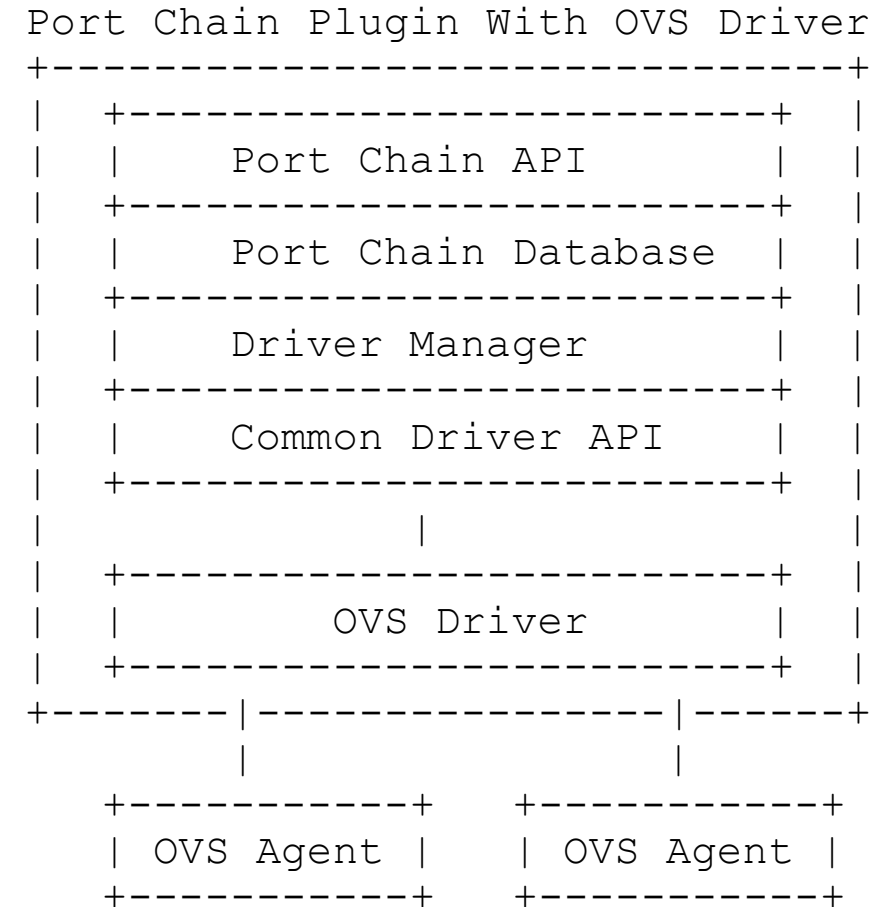 Port Chain Plugin With OVS Driver
Port Chain API
Port Chain Database
Driver Manager
Common Driver API
OVS Driver
OVS Agent OVS Agent